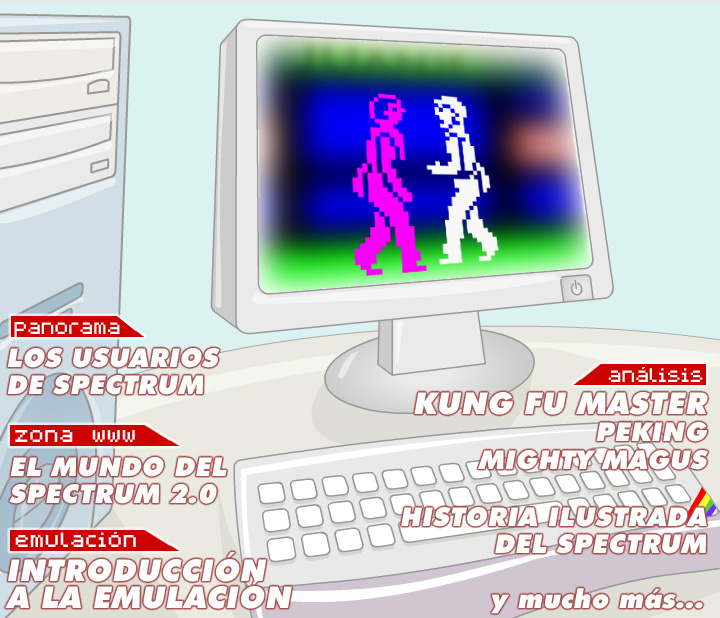 panorama
LOS USUARIOS
DE SPECTRUM
zona www
EL MUNDO DEL
SPECTRUM 2.0
emulación
INTRODUCCIÓN
A LA EMULACIÓN
análisis
KUNG FU MASTER
PEKING
MIGHTY MAGUS
HISTORIA ILUSTRADA
DEL SPECTRUM
y mucho más...